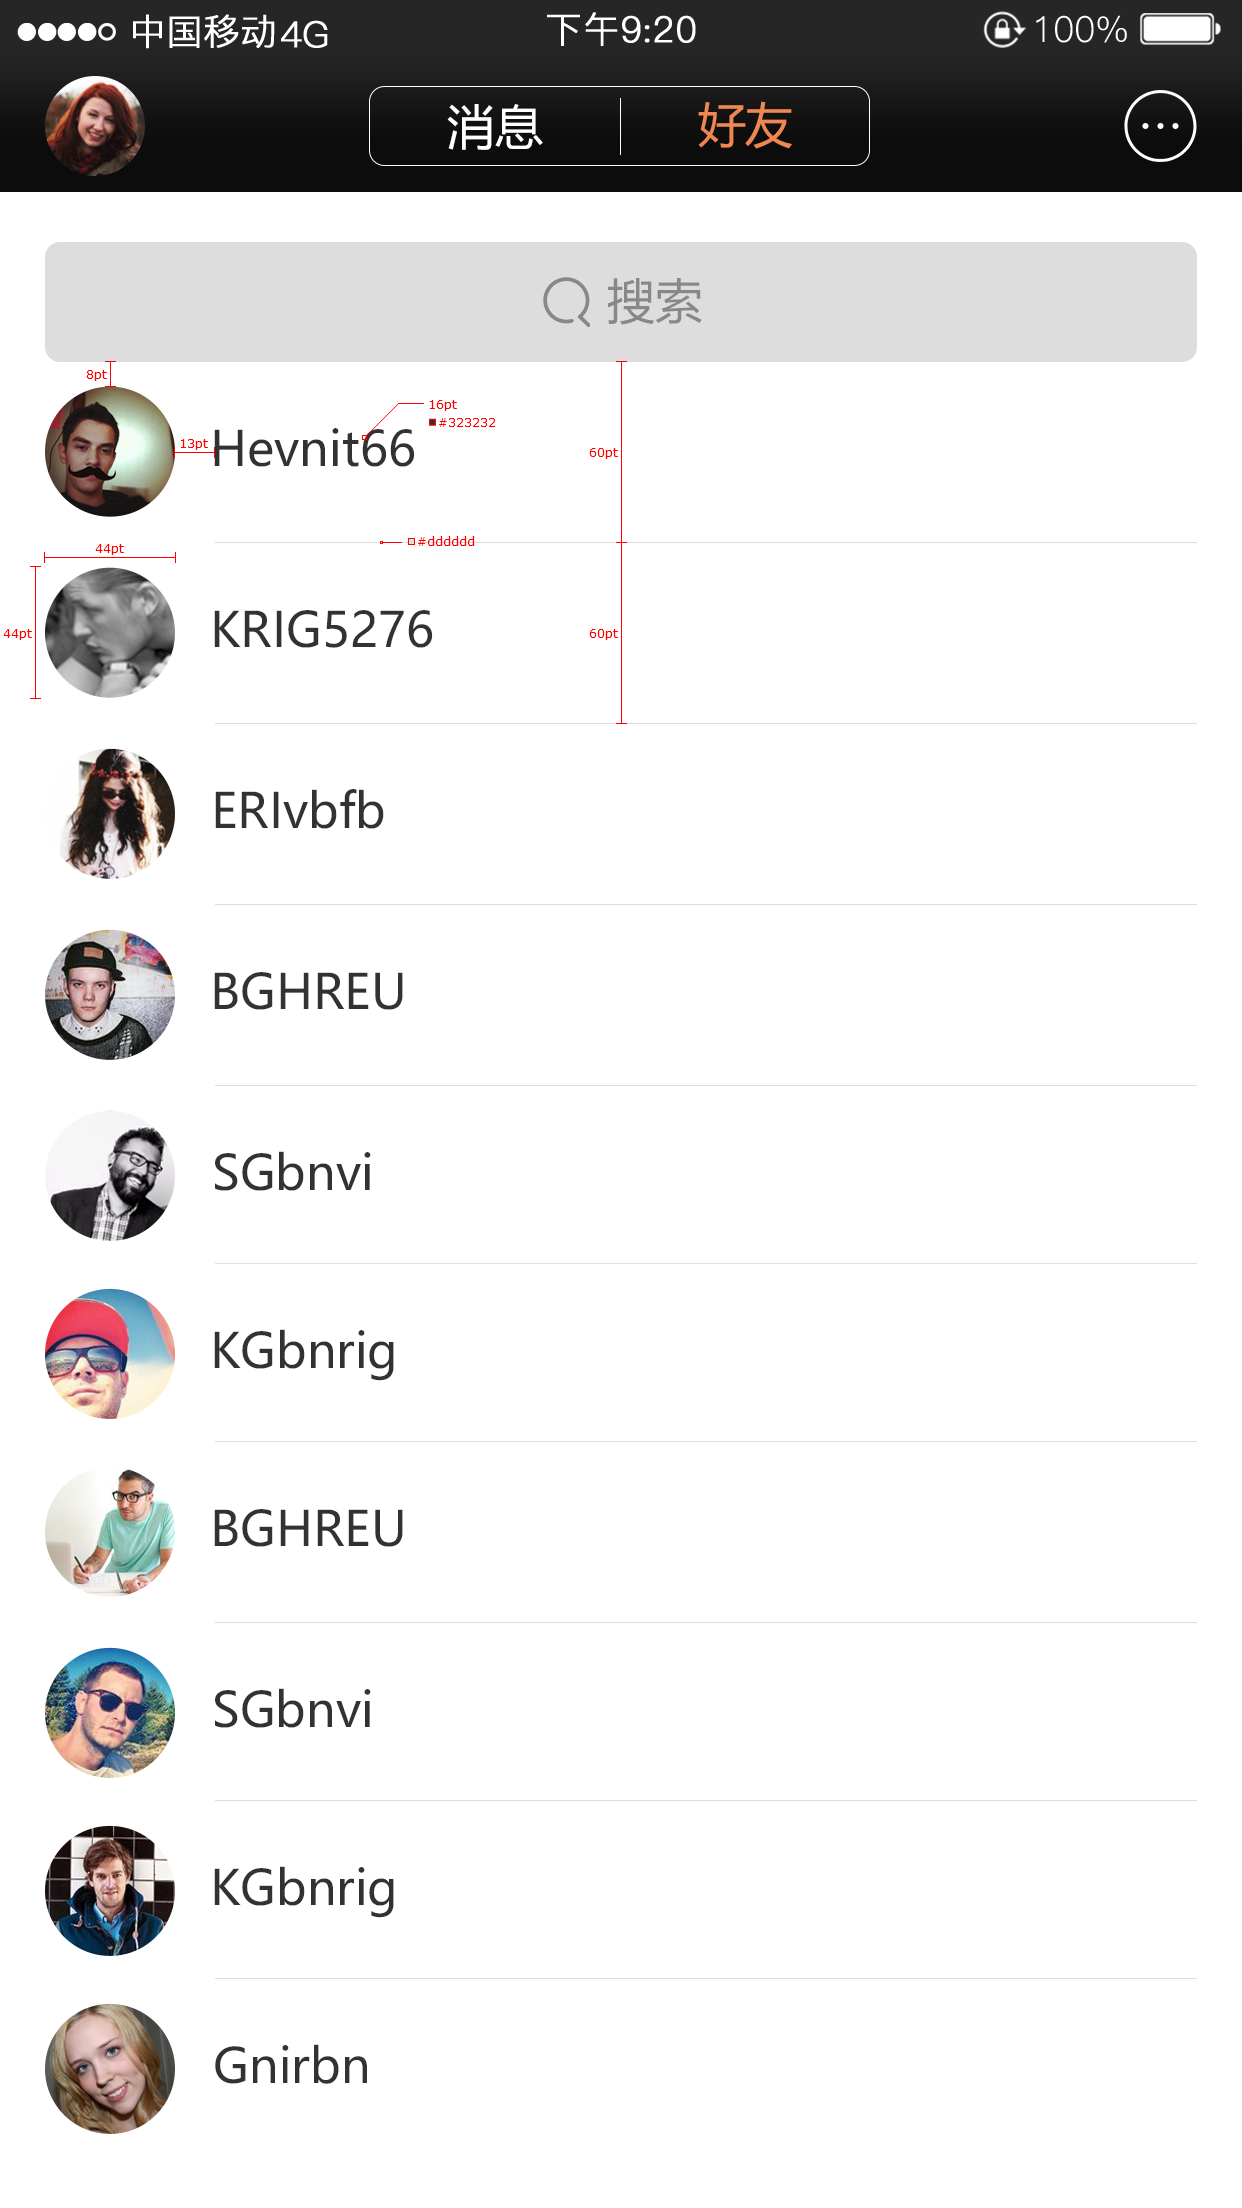 中国移动4G 下午9:20 100%
消息 好友
搜索
8pt
16pt
#323232
13pt Hevnit66 60pt
#dddddd
44pt
44pt KRIG5276 60pt
ERIvbfb
BGHREU
SGbnvi
KGbnrig
BGHREU
SGbnvi
KGbnrig
Gnirbn